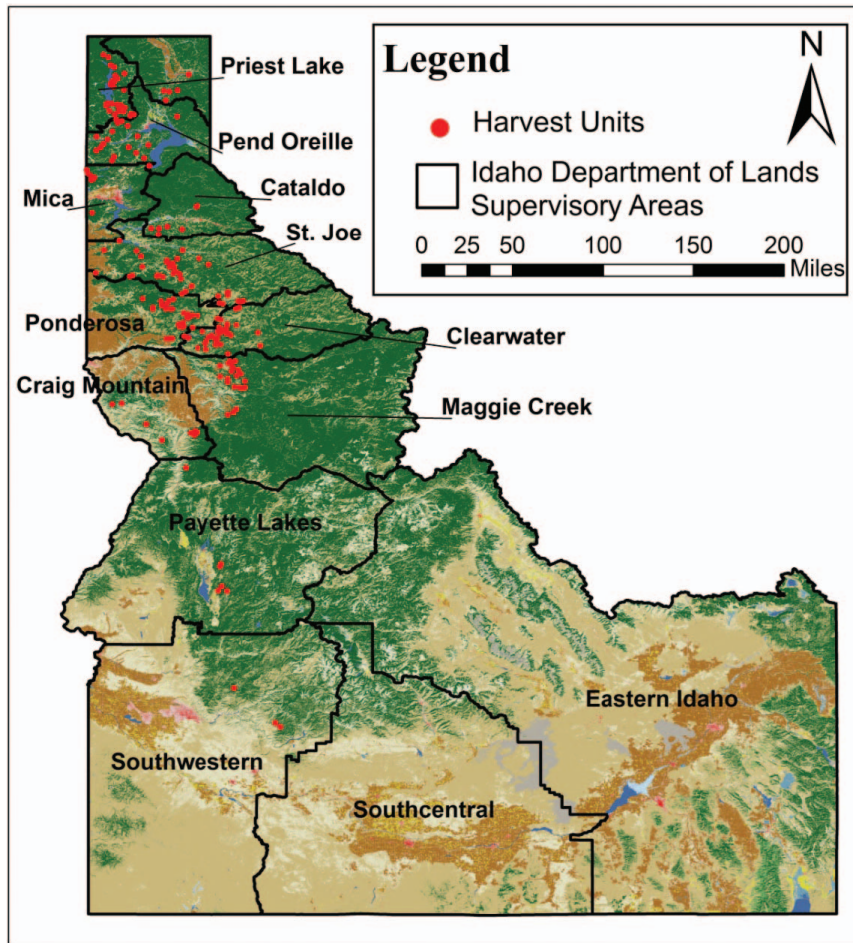 Legend
N
Harvest Units
Idaho Department of Lands
Supervisory Areas
0 25 50 100 150 200
Miles
Priest Lake
Pend Oreille
Cataldo
Mica
St. Joe
Ponderosa
Clearwater
Craig Mountain
Maggie Creek
Payette Lakes
Eastern Idaho
Southwestern
Southcentral